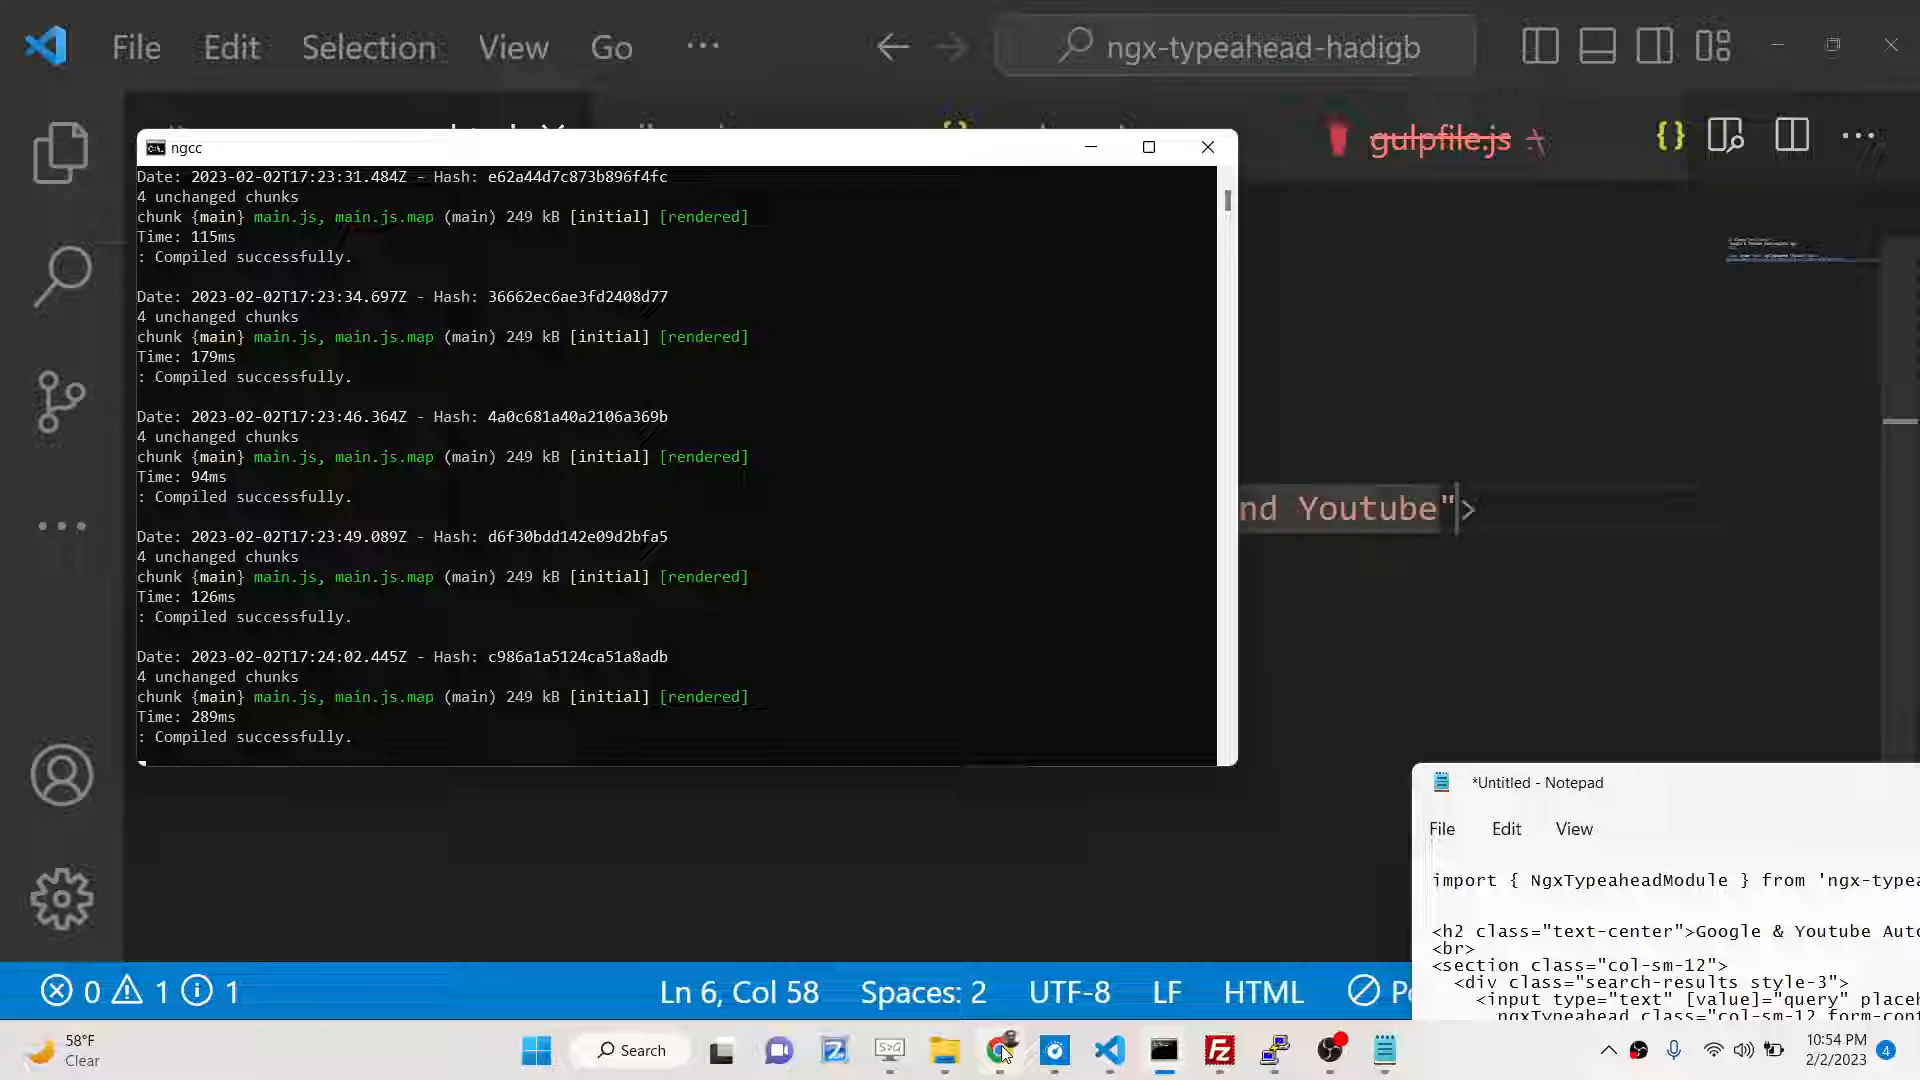 File Edit Selection View Go ...
ngx-typeahead-hadigb
gulpfile.js
ngcc
Date: 2023-02-02T17:23:31.484Z - Hash: e62a44d7c873b896f4fc
4 unchanged chunks
chunk {main} main.js, main.js.map (main) 249 kB [initial] [rendered]
Time: 115ms
: Compiled successfully.
Date: 2023-02-02T17:23:34.697Z - Hash: 36662ec6ae3fd2408d77
4 unchanged chunks
chunk {main} main.js, main.js.map (main) 249 kB [initial] [rendered]
Time: 179ms
: Compiled successfully.
Date: 2023-02-02T17:23:46.364Z - Hash: 4a0c681a40a2106a369b
4 unchanged chunks
chunk {main} main.js, main.js.map (main) 249 kB [initial] [rendered]
Time: 94ms
: Compiled successfully.
Date: 2023-02-02T17:23:49.089Z - Hash: d6f30bdd142e09d2bfa5
4 unchanged chunks
chunk {main} main.js, main.js.map (main) 249 kB [initial] [rendered]
Time: 126ms
: Compiled successfully.
Date: 2023-02-02T17:24:02.445Z - Hash: c986a1a5124ca51a8adb
4 unchanged chunks
chunk {main} main.js, main.js.map (main) 249 kB [initial] [rendered]
Time: 289ms
: Compiled successfully.
nd Youtube">
*Untitled - Notepad
File Edit View
import { NgxTypeaheadModule } from 'ngx-typea
<h2 class="text-center">Google & Youtube Aut
<br>
<section class="col-sm-12">
<div class="search-results style-3">
<input type="text" [value]="query" placeh
ngxTypeahead class="col-sm-12 form-con
0 1 1
Ln 6, Col 58 Spaces: 2 UTF-8 LF HTML P
58°F
Clear
Search
10:54 PM
2/2/2023
4